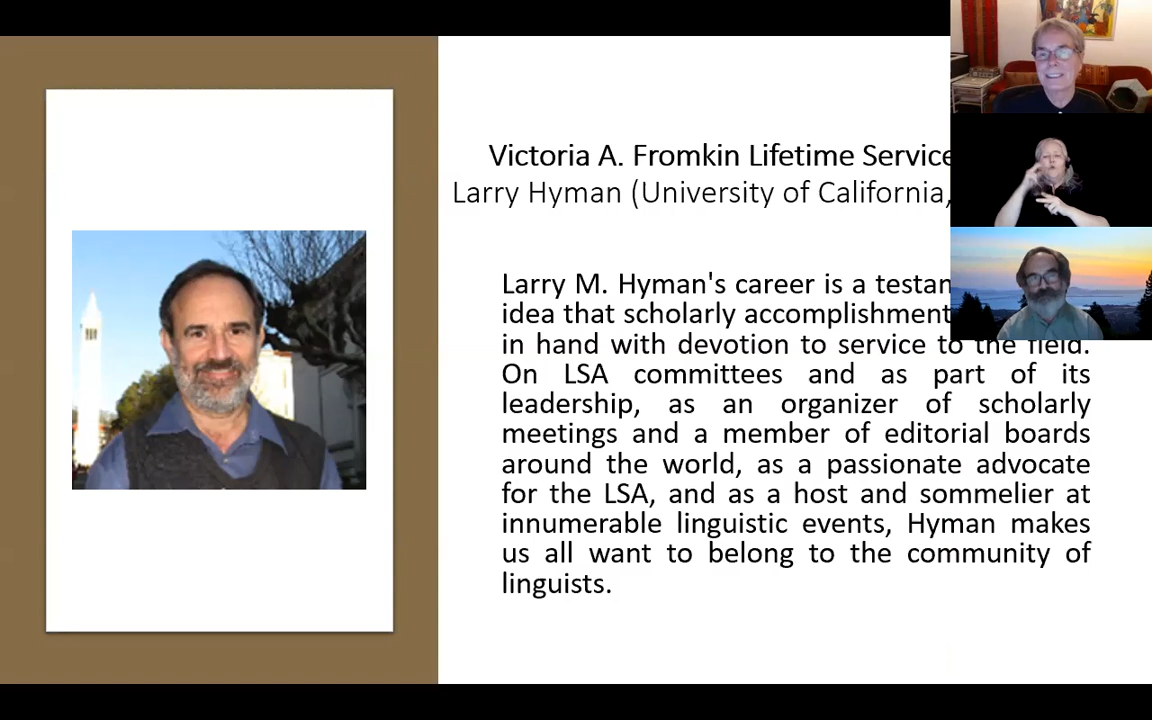 Victoria A. Fromkin Lifetime Service
Larry Hyman (University of California,
Larry M. Hyman's career is a
idea that scholarly accomplishment
in hand with devotion to service to the field.
On LSA committees and as part of its
leadership, as an organizer of scholarly
meetings and a member of editorial boards
around the world, as a passionate advocate
for the LSA, and as a host and sommelier at
innumerable linguistic events, Hyman makes
us all want to belong to the community of
linguists.